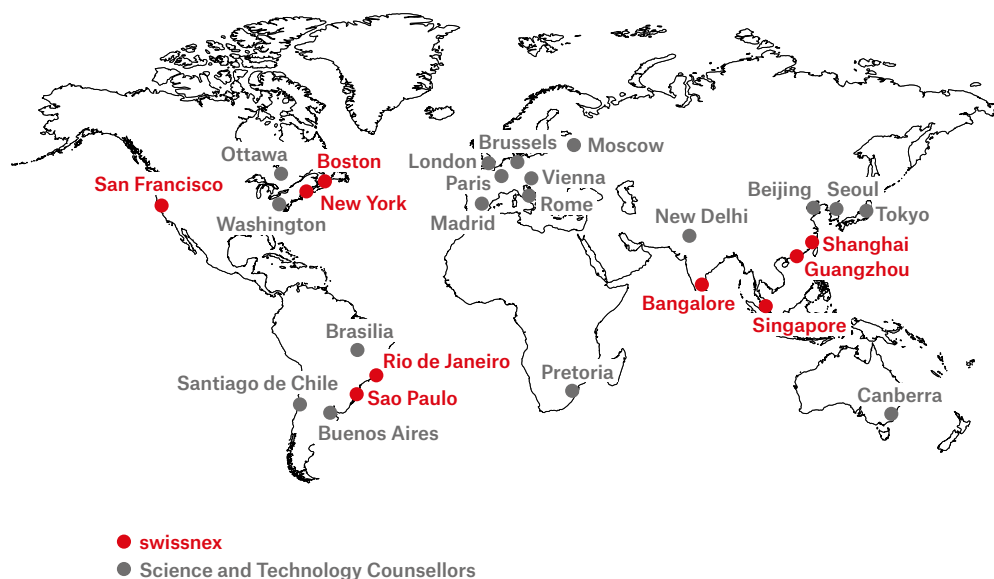 Ottawa
Boston
San Francisco
New York
Washington
Brussels
Moscow
London
Paris
Vienna
Madrid
Rome
Beijing
Seoul
Tokyo
New Delhi
Shanghai
Guangzhou
Bangalore
Singapore
Brasilia
Rio de Janeiro
Santiago de Chile
Sao Paulo
Buenos Aires
Pretoria
Canberra
swissnex
Science and Technology Counsellors